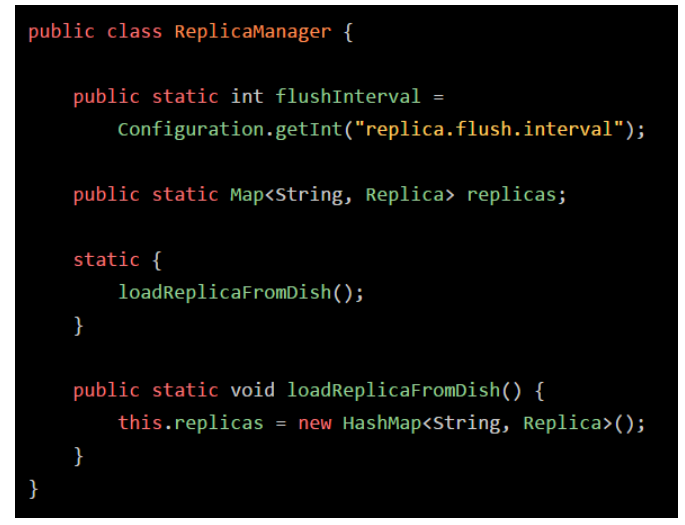 public class ReplicaManager {
public static int flushInterval =
Configuration.getInt("replica.flush.interval");
public static Map<String, Replica> replicas;
static {
loadReplicaFromDish();
}
public static void loadReplicaFromDish() {
this.replicas = new HashMap<String, Replica>();
}
}